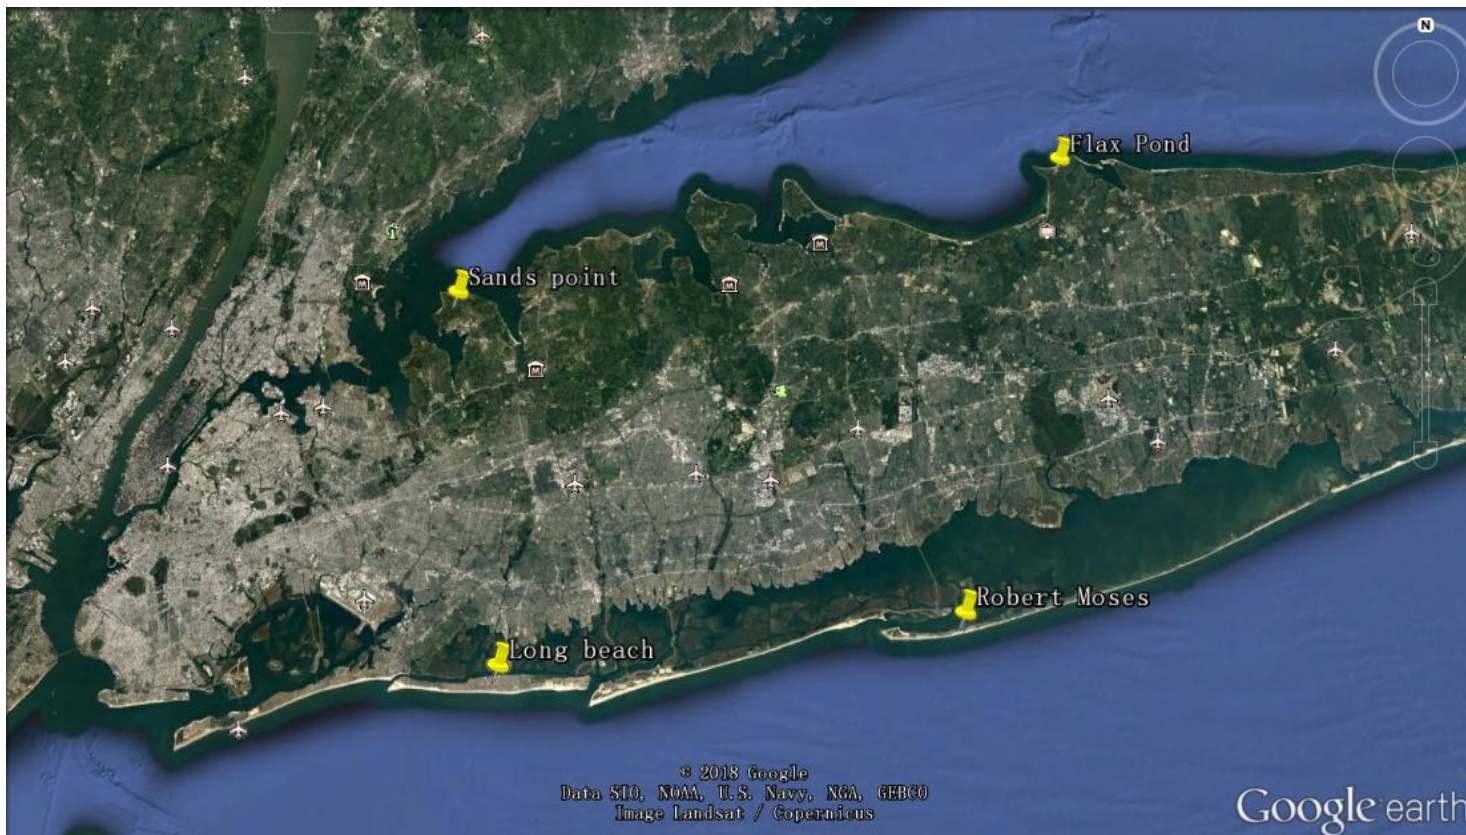 N
Flax Pond
Sands point
Robert Moses
Long beach
© 2018 Google
Data SIO, NOAA, U.S. Navy, NGA, GEBCO
Image Landsat / Copernicus
Google earth